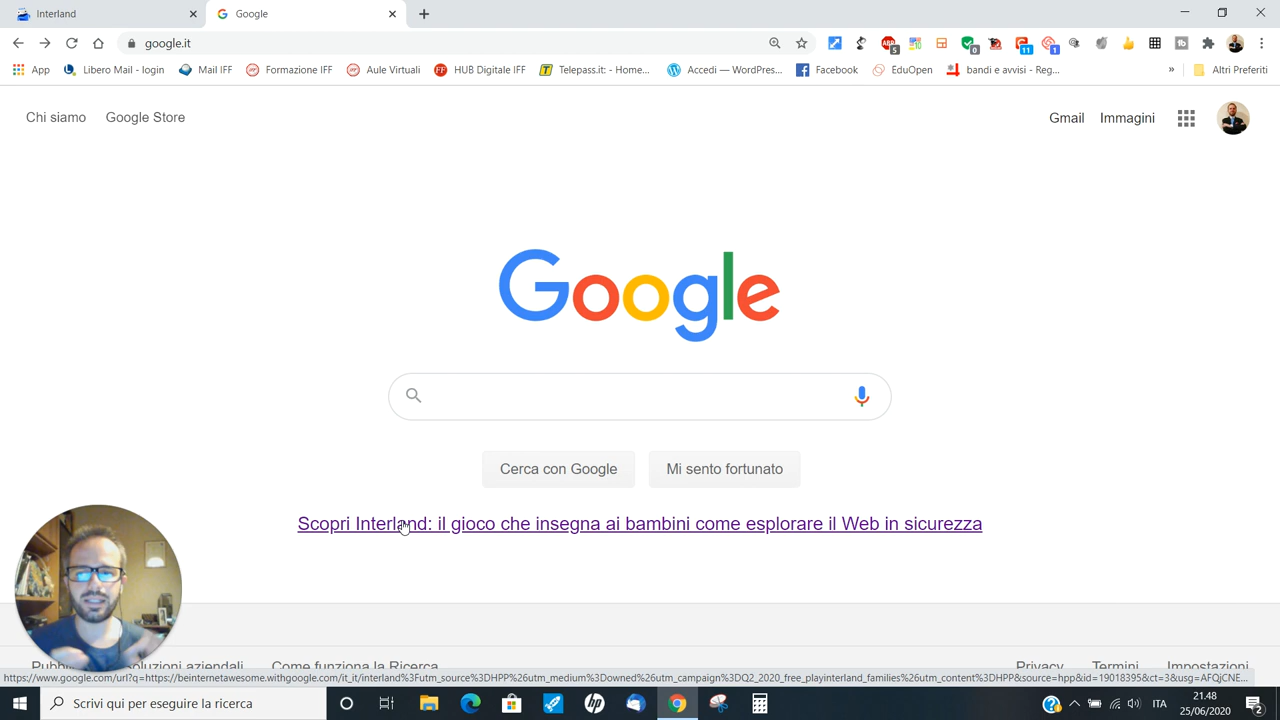 Interland
Google
google.it
5
0
11
1
App
Libero Mail - login
Mail IFF
Formazione IFF
Aule Virtuali
HUB Digitale IFF
Telepass.it: - Home...
Accedi — WordPres...
Facebook
EduOpen
bandi e avvisi - Reg...
»
Altri Preferiti
Chi siamo
Google Store
Gmail
Immagini
Google
Cerca con Google
Mi sento fortunato
Scopri Interland: il gioco che insegna ai bambini come esplorare il Web in sicurezza
Come funziona la Ricerca
Privacy
Termini
Impostazioni
https://www.google.com/url?q=https://beinternetawesome.withgoogle.com/it_it/interland%3Futm_source%3DHPP%26utm_medium%3Downed%26utm_campaign%3DQ2_2020_free_playinterland_families%26utm_content%3DHPP&source=hpp&id=19018395&ct=3&usg=AFQjCNE...
Scrivi qui per eseguire la ricerca
ITA
21.48
25/06/2020
2